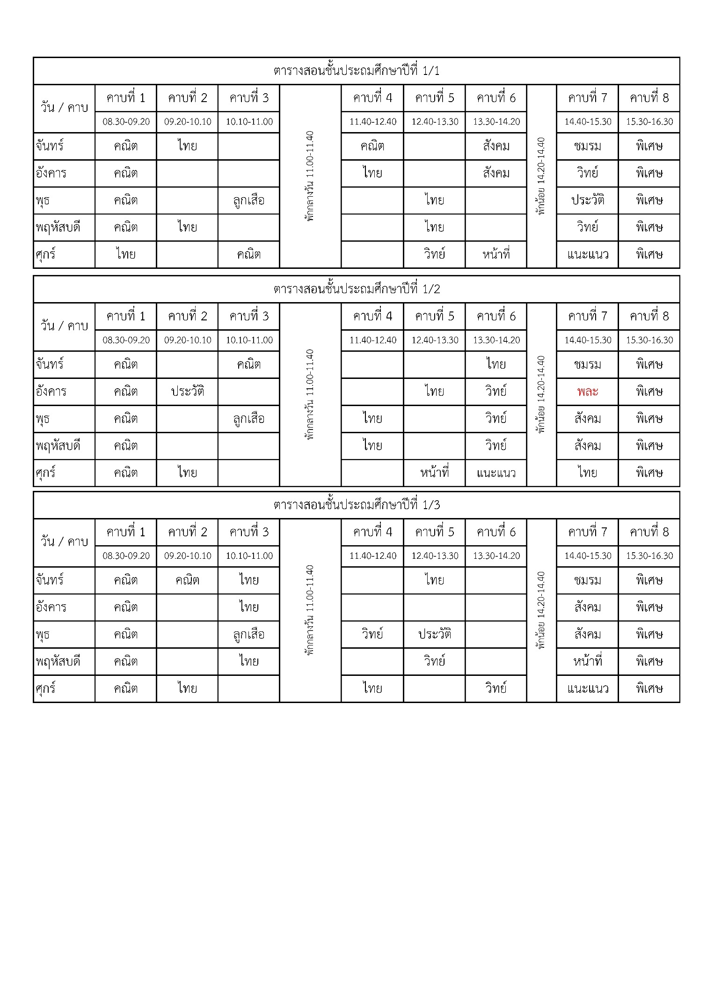 ตารางสอนชั้นประถมศึกษาปีที่ 1/1
วัน / คาบ คาบที่ 1 คาบที่ 2 คาบที่ 3 พักกลางวัน 11.00-11.40 คาบที่ 4 คาบที่ 5 คาบที่ 6 พักน้อย 14.20-14.40 คาบที่ 7 คาบที่ 8
08.30-09.20 09.20-10.10 10.10-11.00 11.40-12.40 12.40-13.30 13.30-14.20 14.40-15.30 15.30-16.30
จันทร์ คณิต ไทย คณิต สังคม ชมรม พิเศษ
อังคาร คณิต ไทย สังคม วิทย์ พิเศษ
พุธ คณิต ลูกเสือ ไทย ประวัติ พิเศษ
พฤหัสบดี คณิต ไทย ไทย วิทย์ พิเศษ
ศุกร์ ไทย คณิต วิทย์ หน้าที่ แนะแนว พิเศษ
ตารางสอนชั้นประถมศึกษาปีที่ 1/2
วัน / คาบ คาบที่ 1 คาบที่ 2 คาบที่ 3 พักกลางวัน 11.00-11.40 คาบที่ 4 คาบที่ 5 คาบที่ 6 พักน้อย 14.20-14.40 คาบที่ 7 คาบที่ 8
08.30-09.20 09.20-10.10 10.10-11.00 11.40-12.40 12.40-13.30 13.30-14.20 14.40-15.30 15.30-16.30
จันทร์ คณิต คณิต ไทย ชมรม พิเศษ
อังคาร คณิต ประวัติ ไทย วิทย์ พละ พิเศษ
พุธ คณิต ลูกเสือ ไทย วิทย์ สังคม พิเศษ
พฤหัสบดี คณิต ไทย วิทย์ สังคม พิเศษ
ศุกร์ คณิต ไทย หน้าที่ แนะแนว ไทย พิเศษ
ตารางสอนชั้นประถมศึกษาปีที่ 1/3
วัน / คาบ คาบที่ 1 คาบที่ 2 คาบที่ 3 พักกลางวัน 11.00-11.40 คาบที่ 4 คาบที่ 5 คาบที่ 6 พักน้อย 14.20-14.40 คาบที่ 7 คาบที่ 8
08.30-09.20 09.20-10.10 10.10-11.00 11.40-12.40 12.40-13.30 13.30-14.20 14.40-15.30 15.30-16.30
จันทร์ คณิต คณิต ไทย ไทย ชมรม พิเศษ
อังคาร คณิต ไทย สังคม พิเศษ
พุธ คณิต ลูกเสือ วิทย์ ประวัติ สังคม พิเศษ
พฤหัสบดี คณิต ไทย วิทย์ หน้าที่ พิเศษ
ศุกร์ คณิต ไทย ไทย วิทย์ แนะแนว พิเศษ